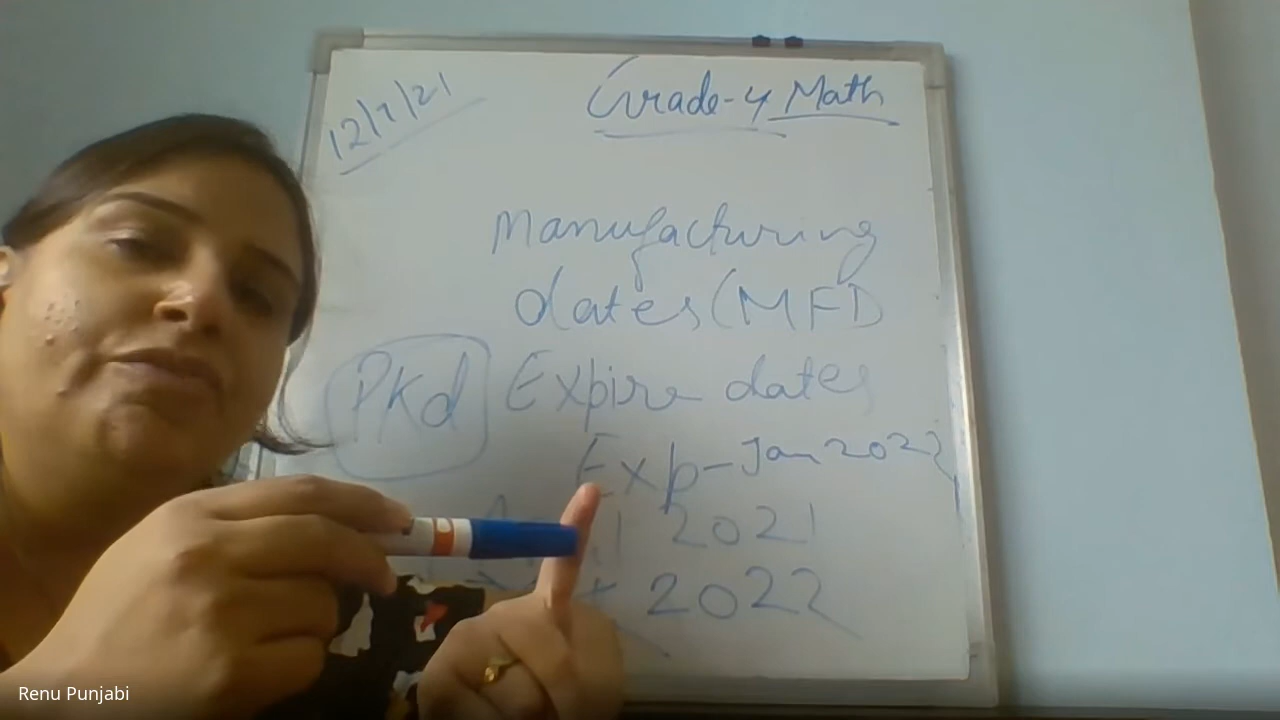 12/7/21
Grade-4 Math
Manufacturing
dates (MFD
Pkd Expire dates
Exp-Jan 2022
2021
2022
Renu Punjabi